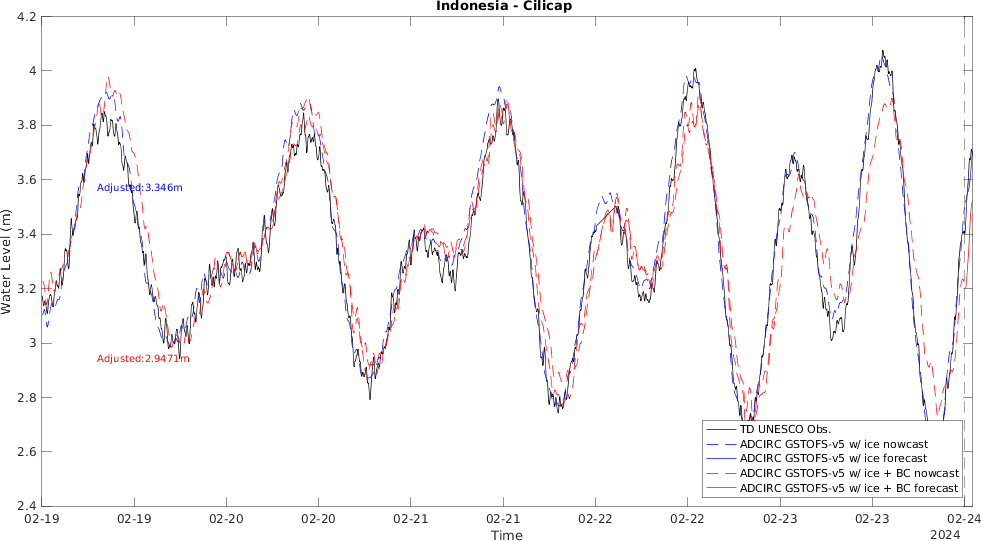 Indonesia - Cilicap
4.2
4
3.8
3.6
3.4
3.2
3
2.8
2.6
2.4
Water Level (m)
Adjusted:3.346m
Adjusted:2.9471m
TD UNESCO Obs.
ADCIRC GSTOFS-v5 w/ ice nowcast
ADCIRC GSTOFS-v5 w/ ice forecast
ADCIRC GSTOFS-v5 w/ ice + BC nowcast
ADCIRC GSTOFS-v5 w/ ice + BC forecast
02-19 02-19 02-20 02-20 02-21 02-21 02-22 02-22 02-23 02-23 02-24
Time
2024